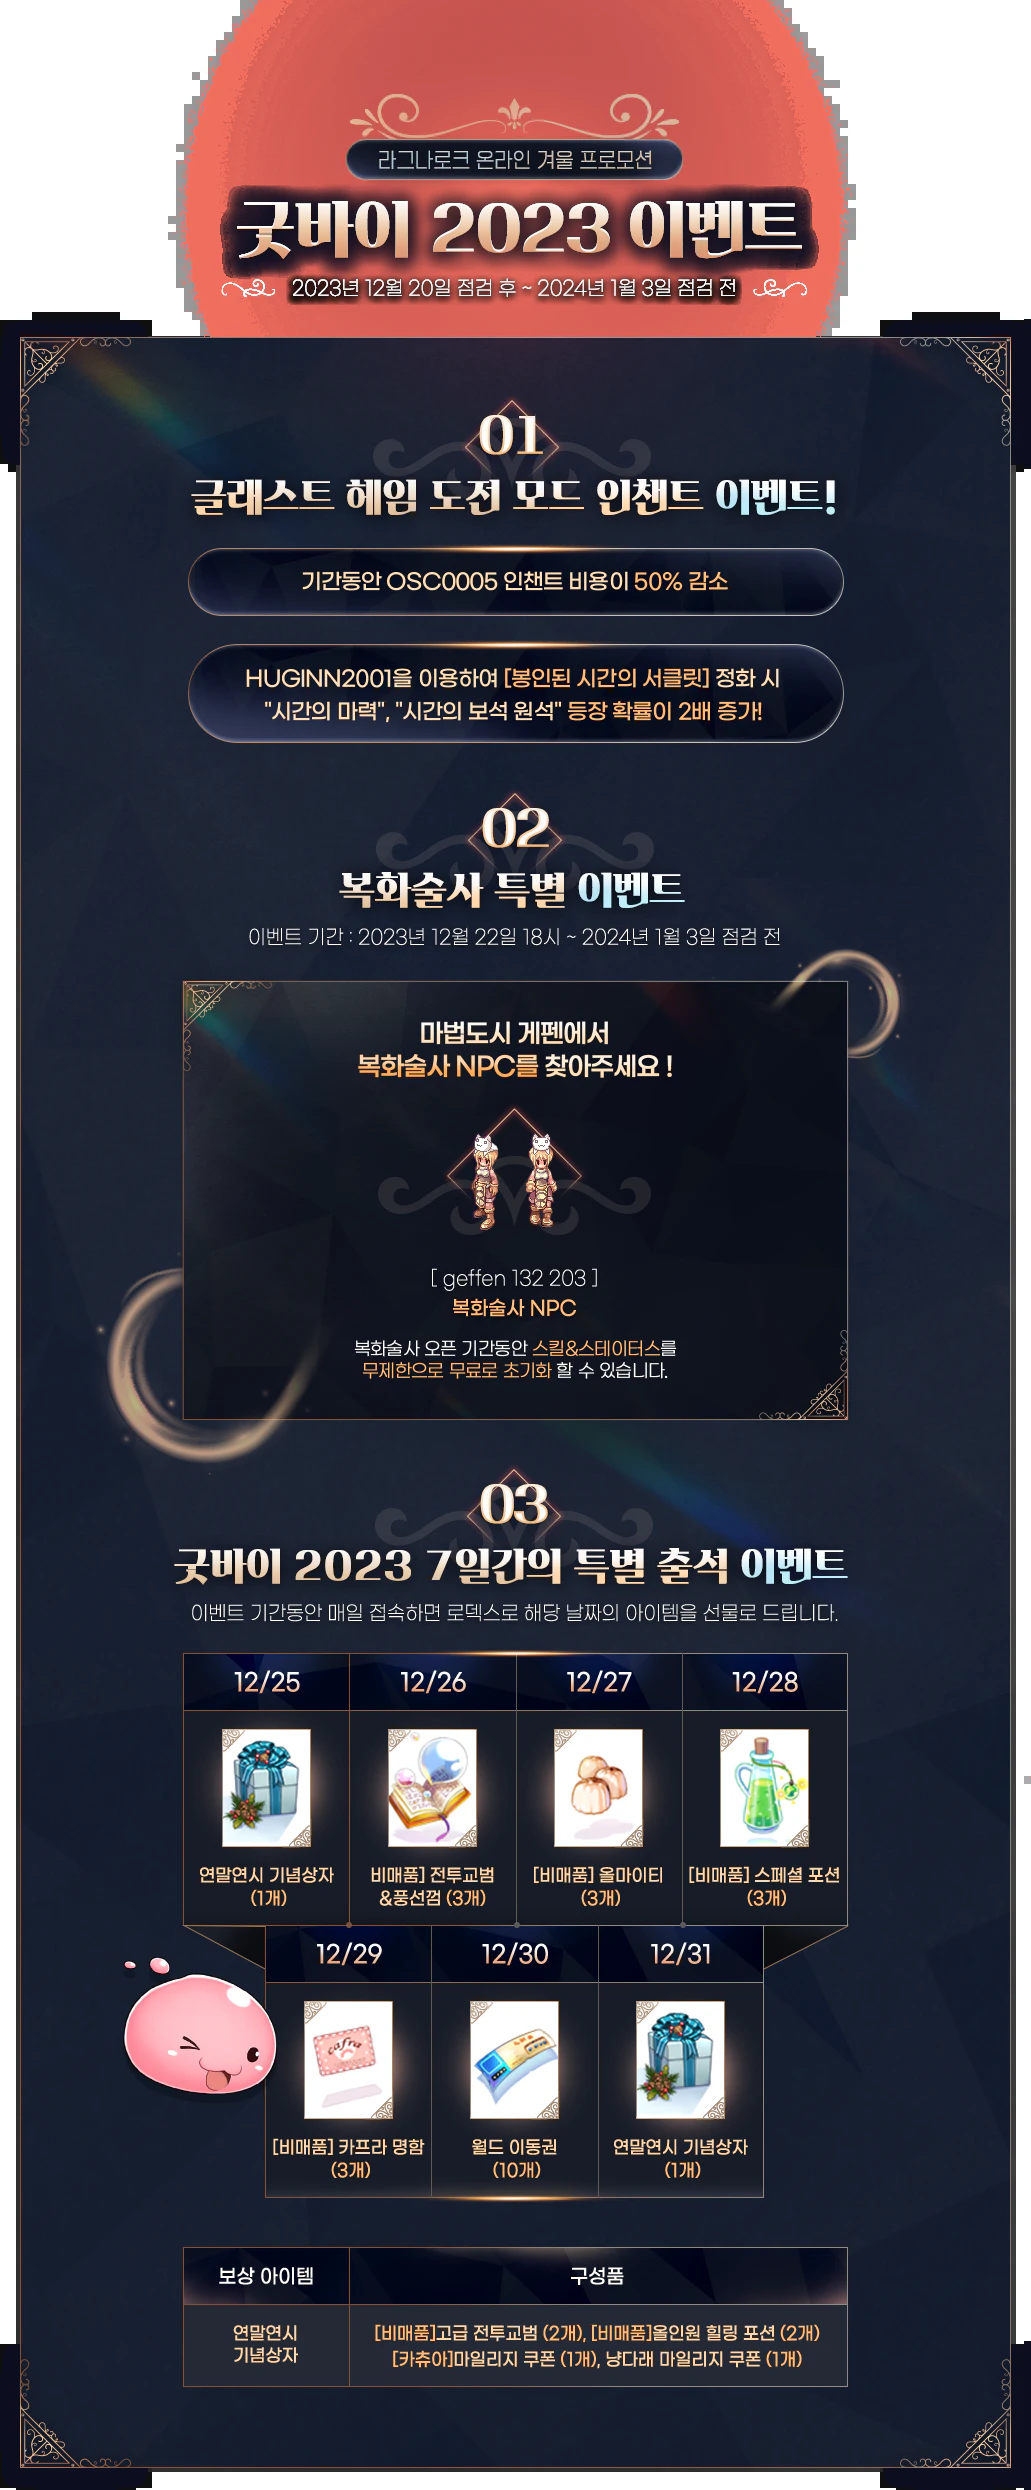 라그나로크 온라인 겨울 프로모션
굿바이 2023 이벤트
2023년 12월 20일 점검 후 ~ 2024년 1월 3일 점검 전
01
글래스트 헤임 도전 모드 인챈트 이벤트!
기간동안 OSC0005 인챈트 비용이 50% 감소
HUGINN2001을 이용하여 [봉인된 시간의 서클릿] 정화 시
"시간의 마력", "시간의 보석 원석" 등장 확률이 2배 증가!
02
복화술사 특별 이벤트
이벤트 기간 : 2023년 12월 22일 18시 ~ 2024년 1월 3일 점검 전
마법도시 게펜에서
복화술사 NPC를 찾아주세요 !
[ geffen 132 203 ]
복화술사 NPC
복화술사 오픈 기간동안 스킬&스테이터스를
무제한으로 무료로 초기화 할 수 있습니다.
03
굿바이 2023 7일간의 특별 출석 이벤트
이벤트 기간동안 매일 접속하면 로덱스로 해당 날짜의 아이템을 선물로 드립니다.
12/25 12/26 12/27 12/28
연말연시 기념상자 비매품] 전투교범 [비매품] 올마이티 [비매품] 스페셜 포션
(1개) &풍선껌 (3개) (3개) (3개)
12/29 12/30 12/31
cafra
[비매품] 카프라 명함 월드 이동권 연말연시 기념상자
(3개) (10개) (1개)
보상 아이템 구성품
연말연시 [비매품]고급 전투교범 (2개), [비매품]올인원 힐링 포션 (2개)
기념상자 [카츄아]마일리지 쿠폰 (1개), 냥다래 마일리지 쿠폰 (1개)